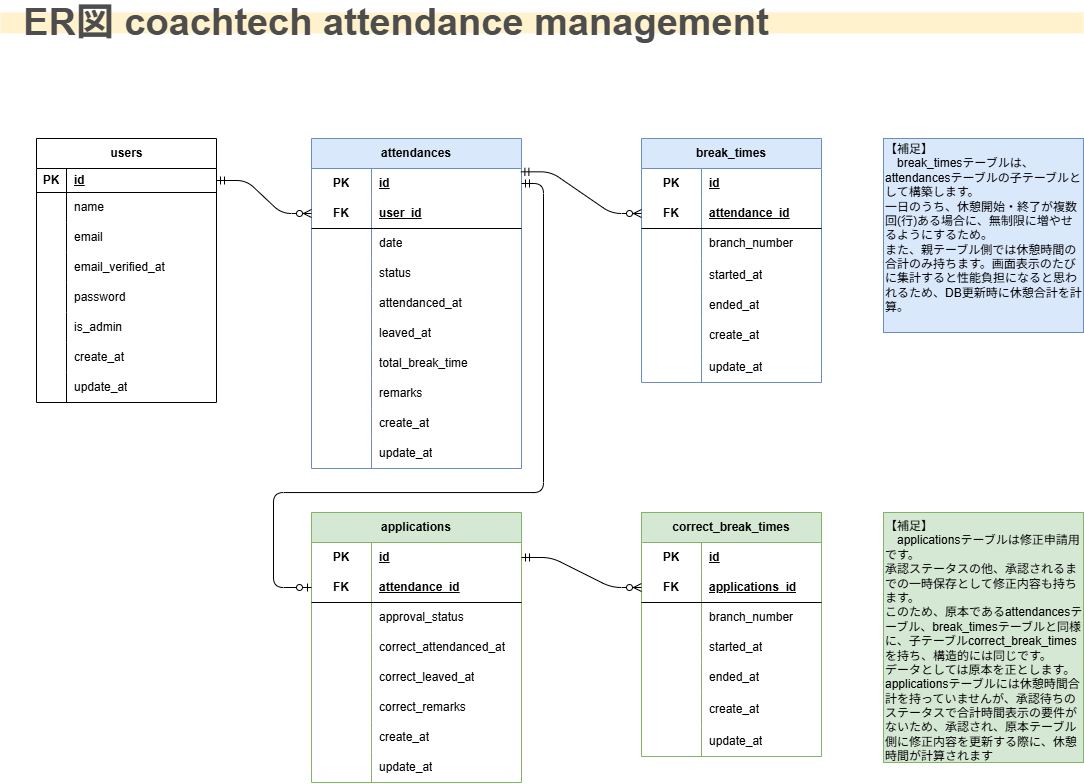 ER図 coachtech attendance management
users
PK id
name
email
email_verified_at
password
is_admin
create_at
update_at
attendances
PK id
FK user_id
date
status
attendanced_at
leaved_at
total_break_time
remarks
create_at
update_at
break_times
PK id
FK attendance_id
branch_number
started_at
ended_at
create_at
update_at
【補足】
　break_timesテーブルは、
attendancesテーブルの子テーブルと
して構築します。
一日のうち、休憩開始・終了が複数
回(行)ある場合に、無制限に増やせ
るようにするため。
また、親テーブル側では休憩時間の
合計のみ持ちます。画面表示のたび
に集計すると性能負担になると思わ
れるため、DB更新時に休憩合計を計
算。
applications
PK id
FK attendance_id
approval_status
correct_attendanced_at
correct_leaved_at
correct_remarks
create_at
update_at
correct_break_times
PK id
FK applications_id
branch_number
started_at
ended_at
create_at
update_at
【補足】
　applicationsテーブルは修正申請用
です。
承認ステータスの他、承認されるま
での一時保存として修正内容も持ち
ます。
このため、原本であるattendancesテ
ーブル、break_timesテーブルと同様
に、子テーブルcorrect_break_times
を持ち、構造的には同じです。
データとしては原本を正とします。
applicationsテーブルには休憩時間合
計を持っていませんが、承認待ちの
ステータスで合計時間表示の要件が
ないため、承認され、原本テーブル
側に修正内容を更新する際に、休憩
時間が計算されます